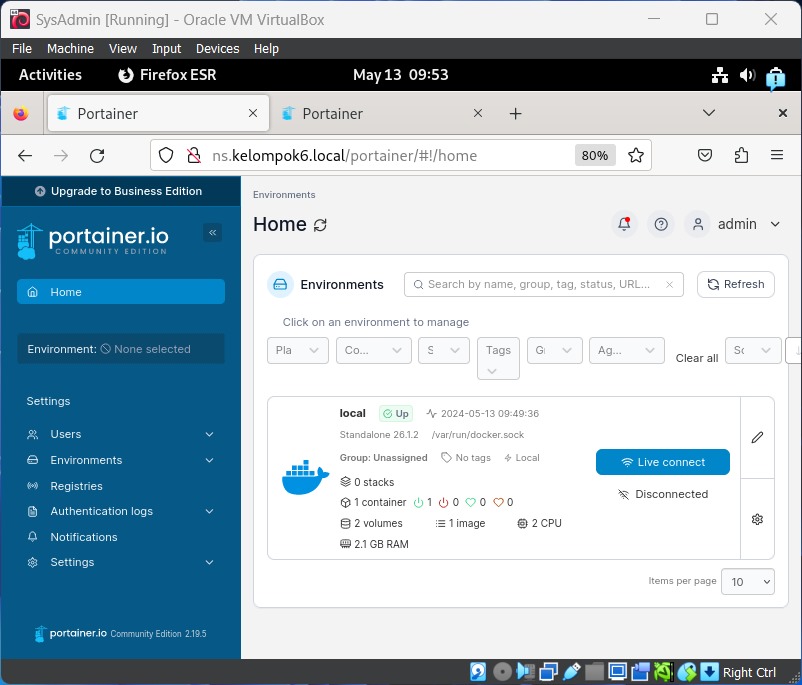 SysAdmin [Running] - Oracle VM VirtualBox
File Machine View Input Devices Help
Activities Firefox ESR May 13 09:53
Portainer Portainer
ns.kelompok6.local/portainer/#!/home 80%
Upgrade to Business Edition
portainer.io
COMMUNITY EDITION
Home
Environment: None selected
Settings
Users
Environments
Registries
Authentication logs
Notifications
Settings
portainer.io Community Edition 2.19.5
Environments
Home
admin
Environments Search by name, group, tag, status, URL... Refresh
Click on an environment to manage
Pla Co... S Tags G Ag... Clear all So
local Up 2024-05-13 09:49:36
Standalone 26.1.2 /var/run/docker.sock
Group: Unassigned No tags Local
0 stacks
1 container 1 0 0 0
2 volumes 1 image 2 CPU
2.1 GB RAM
Live connect
Disconnected
Items per page 10
Right Ctrl